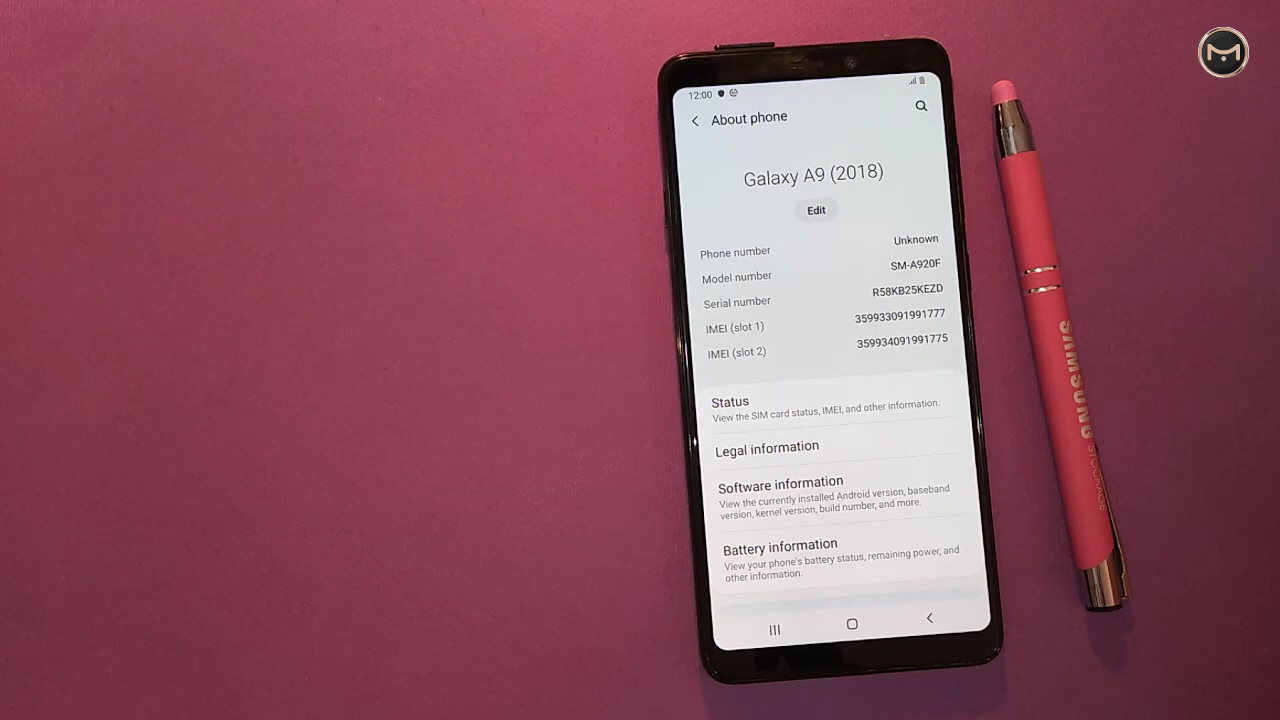 12:00
About phone
Galaxy A9 (2018)
Edit
Phone number Unknown
Model number SM-A920F
Serial number R58KB25KEZD
IMEI (slot 1) 359933091991777
IMEI (slot 2) 359934091991775
Status
View the SIM card status, IMEI, and other information.
Legal information
Software information
View the currently installed Android version, baseband
version, kernel version, build number, and more.
Battery information
View your phone's battery status, remaining power, and
other information.
SAMSUNG